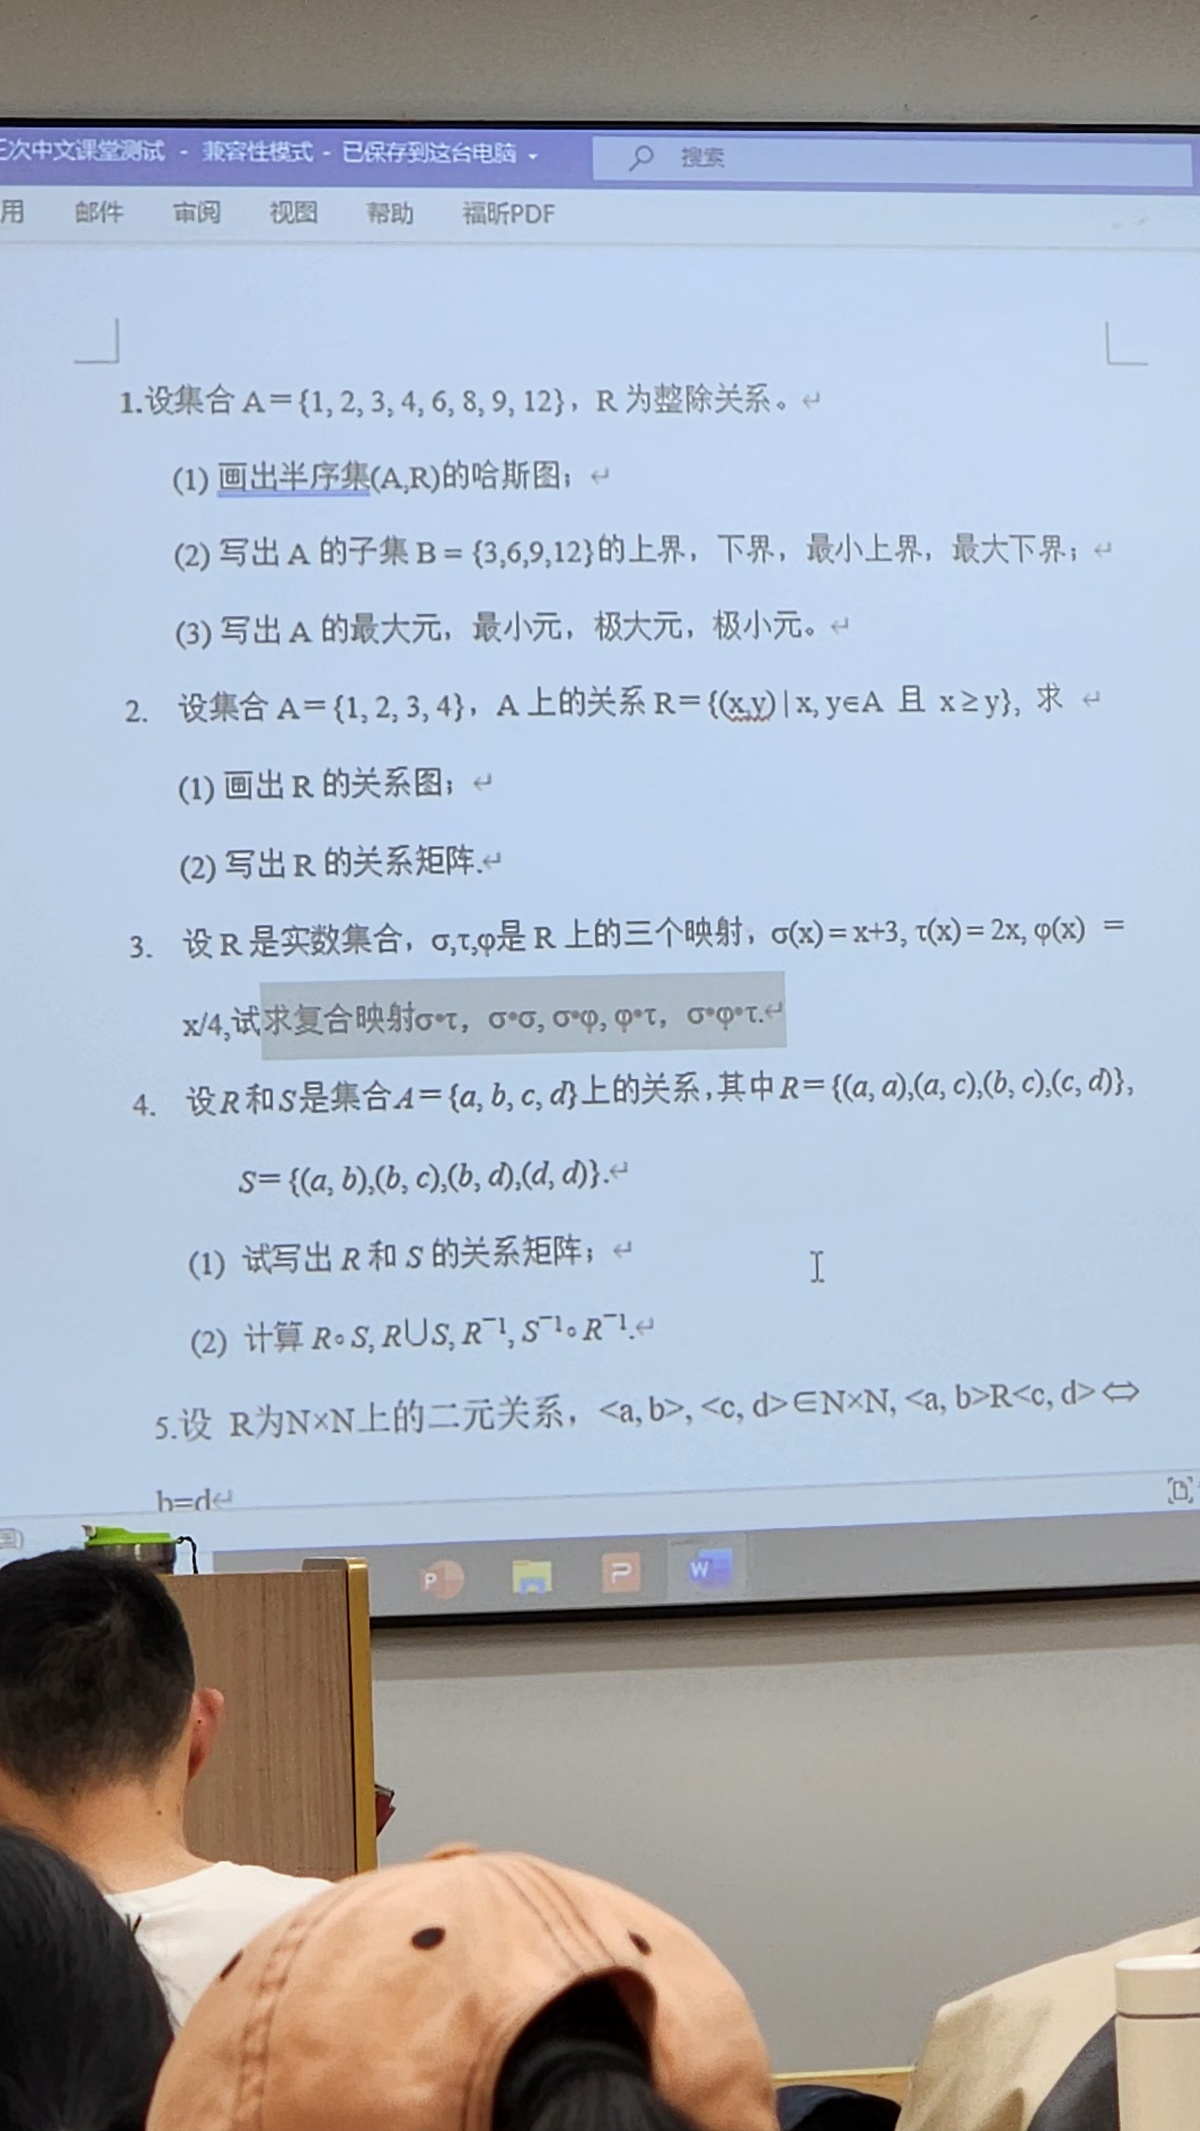 三次中文课堂测试 - 兼容性模式 - 已保存到这台电脑
搜索
用 邮件 审阅 视图 帮助 福昕PDF
1.设集合 A＝{1, 2, 3, 4, 6, 8, 9, 12}，R 为整除关系。
(1) 画出半序集(A,R)的哈斯图；
(2) 写出 A 的子集 B = {3,6,9,12}的上界，下界，最小上界，最大下界；
(3) 写出 A 的最大元，最小元，极大元，极小元。
2. 设集合 A＝{1, 2, 3, 4}，A 上的关系 R＝{(x,y) | x, y∈A 且 x ≥ y}, 求
(1) 画出 R 的关系图；
(2) 写出 R 的关系矩阵.
3. 设 R 是实数集合，σ,τ,φ是 R 上的三个映射，σ(x) = x+3, τ(x) = 2x, φ(x) =
x/4,试求复合映射σ•τ，σ•σ, σ•φ, φ•τ，σ•φ•τ.
4. 设R和S是集合A＝{a, b, c, d}上的关系,其中R＝{(a, a),(a, c),(b, c),(c, d)},
S＝{(a, b),(b, c),(b, d),(d, d)}.
(1) 试写出 R 和 S 的关系矩阵；
(2) 计算 R∘S, R∪S, R⁻¹, S⁻¹∘R⁻¹.
5.设 R为N×N上的二元关系，<a, b>, <c, d>∈N×N, <a, b>R<c, d>⇔
b=d
P
P
W